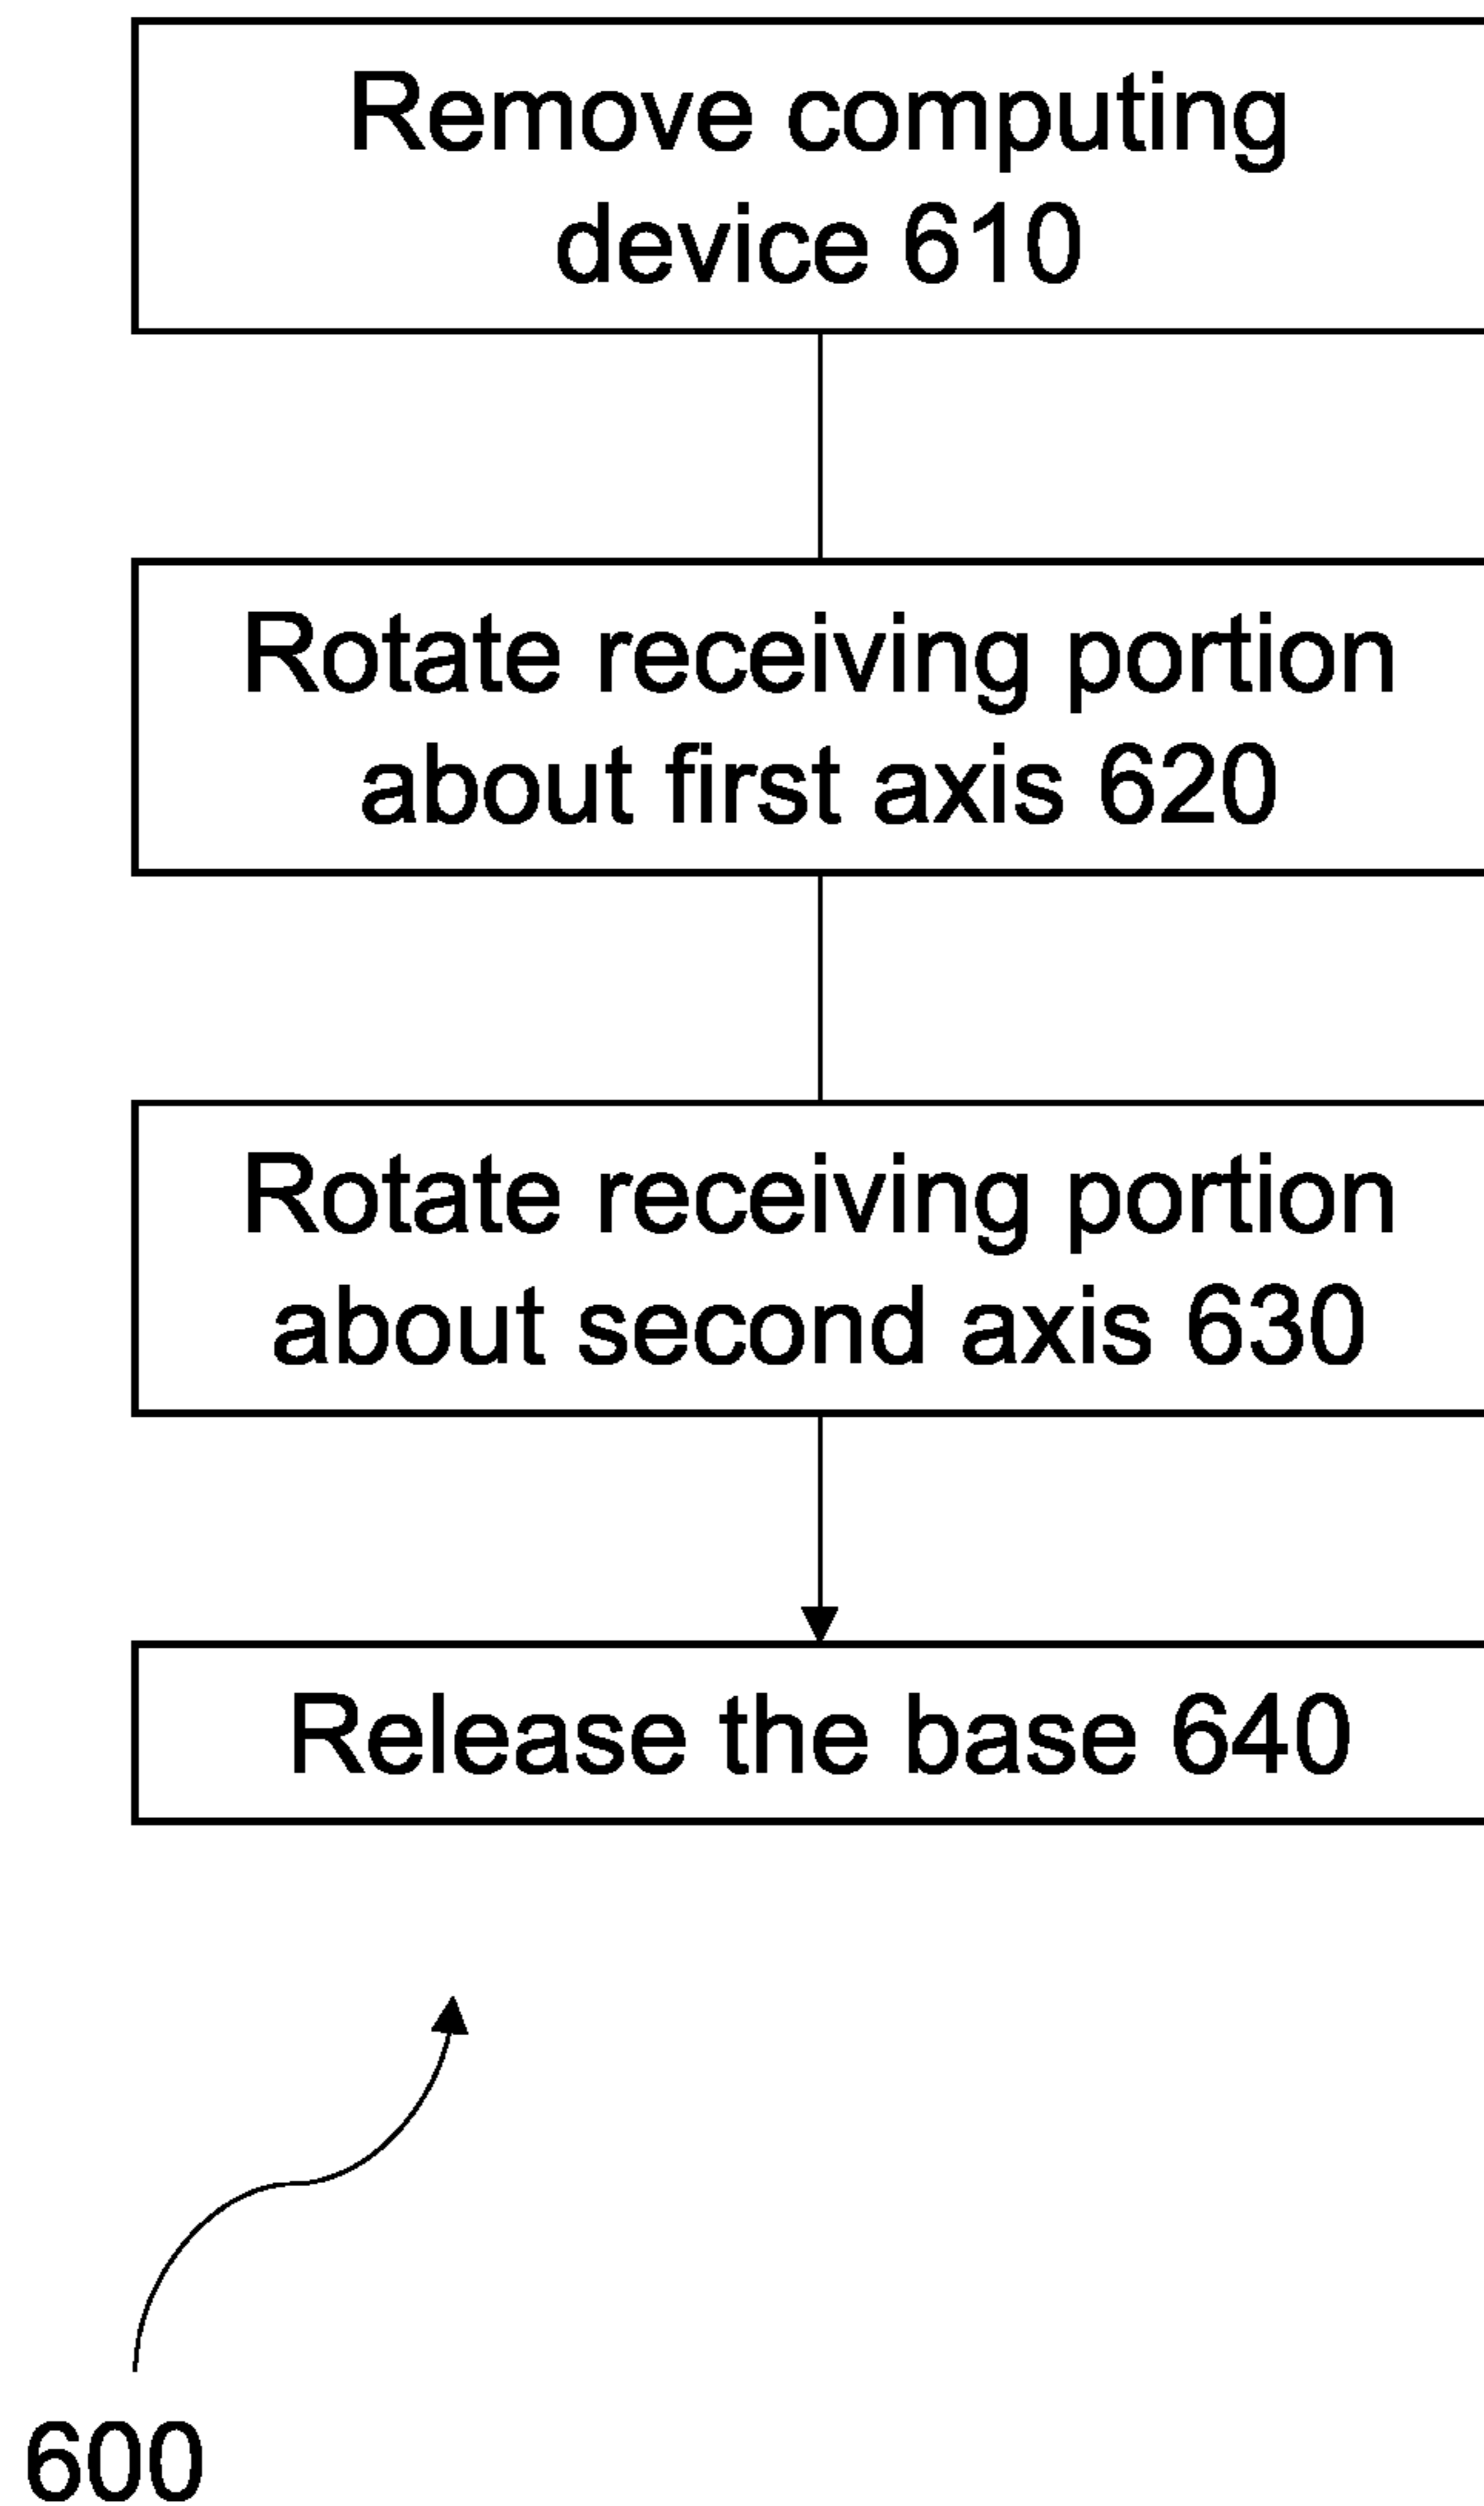 Remove computing
device 610
Rotate receiving portion
about first axis 620
Rotate receiving portion
about second axis 630
Release the base 640
600